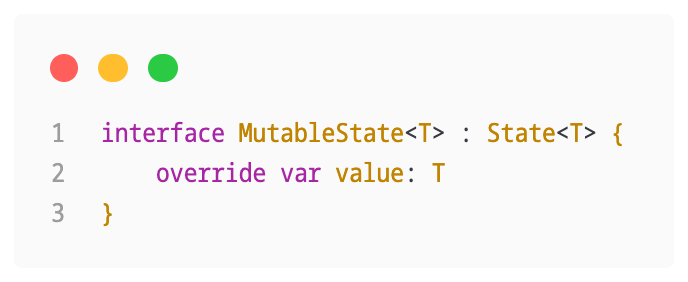 1 interface MutableState<T> : State<T> {
2     override var value: T
3 }